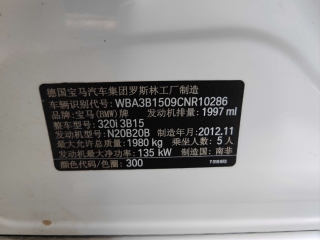 德国宝马汽车集团罗斯林工厂制造
车辆识别代号: WBA3B1509CNR10286
品牌: 宝马(BMW)牌 发动机排量: 1997 ml
整车型号: 320i 3B15
发动机型号: N20B20B 制造年月: 2012.11
最大允许总质量: 1980 kg 乘坐人数: 5 人
最大净功率: 135 kW 制造国: 南非
颜色代码/色圈: 300